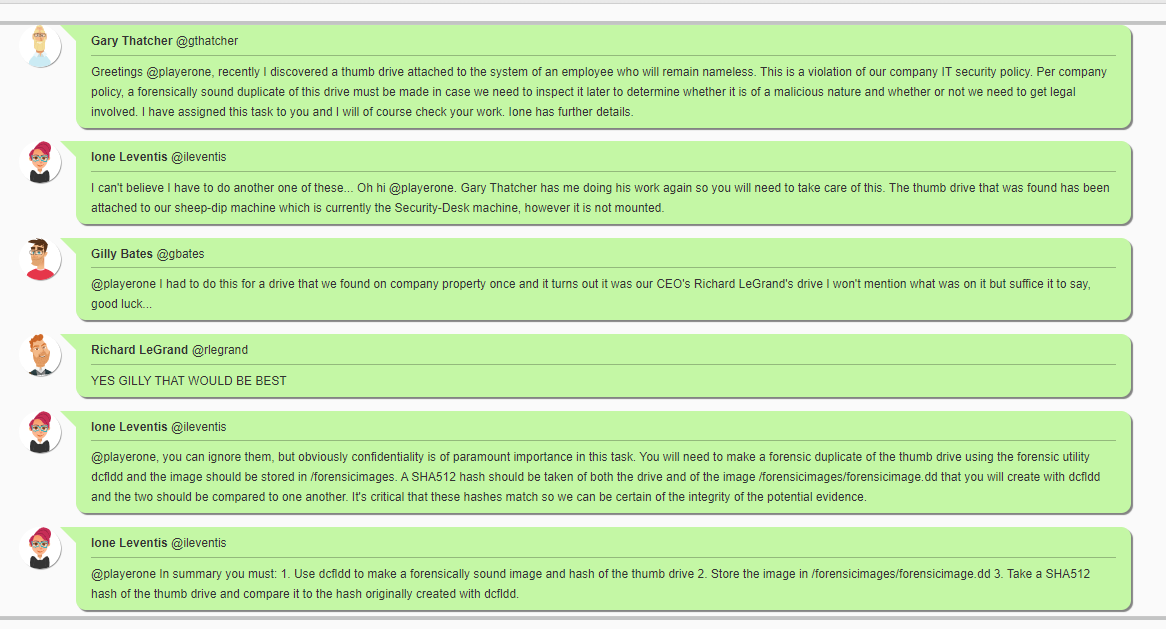 Gary Thatcher @gthatcher
Greetings @playerone, recently I discovered a thumb drive attached to the system of an employee who will remain nameless. This is a violation of our company IT security policy. Per company
policy, a forensically sound duplicate of this drive must be made in case we need to inspect it later to determine whether it is of a malicious nature and whether or not we need to get legal
involved. I have assigned this task to you and I will of course check your work. Ione has further details.
Ione Leventis @ileventis
I can't believe I have to do another one of these... Oh hi @playerone. Gary Thatcher has me doing his work again so you will need to take care of this. The thumb drive that was found has been
attached to our sheep-dip machine which is currently the Security-Desk machine, however it is not mounted.
Gilly Bates @gbates
@playerone I had to do this for a drive that we found on company property once and it turns out it was our CEO's Richard LeGrand's drive I won't mention what was on it but suffice it to say,
good luck...
Richard LeGrand @rlegrand
YES GILLY THAT WOULD BE BEST
Ione Leventis @ileventis
@playerone, you can ignore them, but obviously confidentiality is of paramount importance in this task. You will need to make a forensic duplicate of the thumb drive using the forensic utility
dcfldd and the image should be stored in /forensicimages. A SHA512 hash should be taken of both the drive and of the image /forensicimages/forensicimage.dd that you will create with dcfldd
and the two should be compared to one another. It's critical that these hashes match so we can be certain of the integrity of the potential evidence.
Ione Leventis @ileventis
@playerone In summary you must: 1. Use dcfldd to make a forensically sound image and hash of the thumb drive 2. Store the image in /forensicimages/forensicimage.dd 3. Take a SHA512
hash of the thumb drive and compare it to the hash originally created with dcfldd.